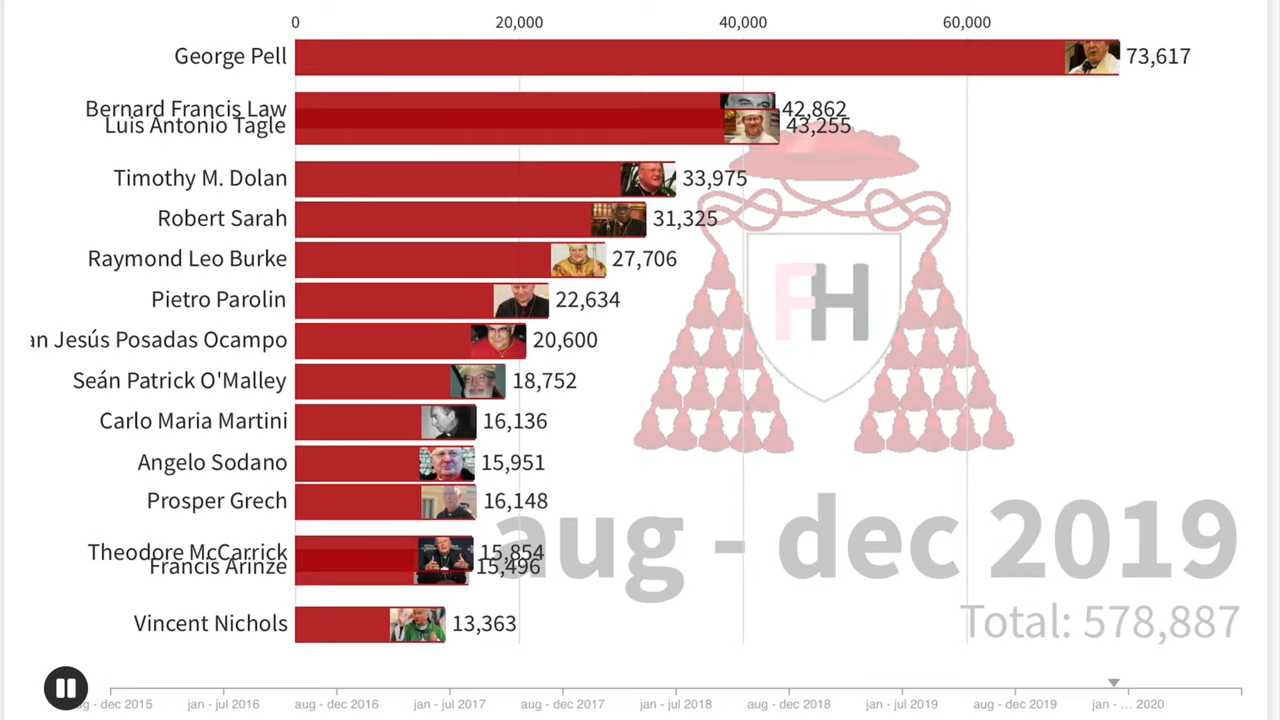 0 20,000 40,000 60,000
George Pell 73,617
Bernard Francis Law 42,862
Luis Antonio Tagle 43,255
Timothy M. Dolan 33,975
Robert Sarah 31,325
Raymond Leo Burke 27,706
FH
Pietro Parolin 22,634
an Jesús Posadas Ocampo 20,600
Seán Patrick O'Malley 18,752
Carlo Maria Martini 16,136
Angelo Sodano 15,951
Prosper Grech 16,148
Theodore McCarrick 15,854
Francis Arinze 15,496
aug - dec 2019
Vincent Nichols 13,363
Total: 578,887
g - dec 2015 jan - jul 2016 aug - dec 2016 jan - jul 2017 aug - dec 2017 jan - jul 2018 aug - dec 2018 jan - jul 2019 aug - dec 2019 jan - ... 2020